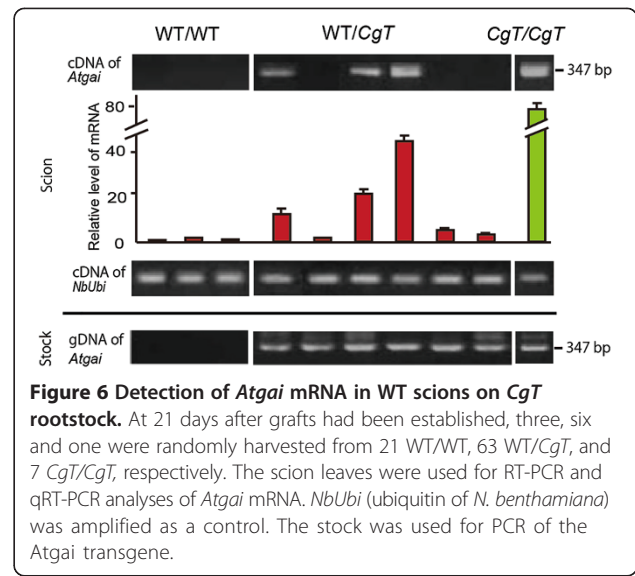 WT/WT WT/CgT CgT/CgT
cDNA of
Atgai
347 bp
Scion
Relative level of mRNA
80
40
20
0
cDNA of
NbUbi
Stock
gDNA of
Atgai
347 bp
Figure 6 Detection of Atgai mRNA in WT scions on CgT
rootstock. At 21 days after grafts had been established, three, six
and one were randomly harvested from 21 WT/WT, 63 WT/CgT, and
7 CgT/CgT, respectively. The scion leaves were used for RT-PCR and
qRT-PCR analyses of Atgai mRNA. NbUbi (ubiquitin of N. benthamiana)
was amplified as a control. The stock was used for PCR of the
Atgai transgene.